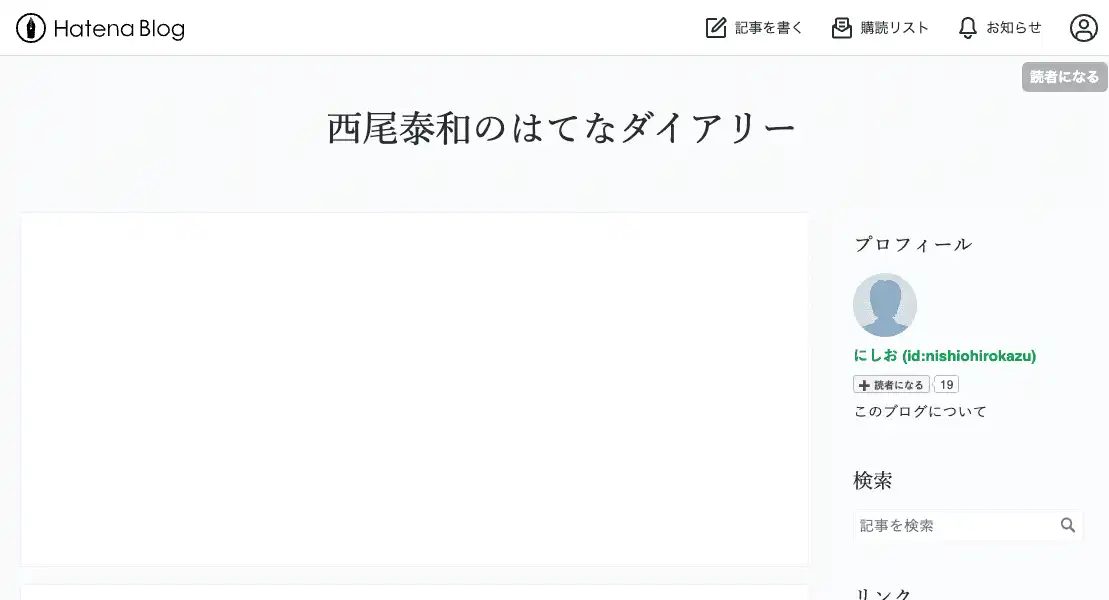 Hatena Blog
記事を書く
購読リスト
お知らせ
読者になる
西尾泰和のはてなダイアリー
プロフィール
にしお (id:nishiohirokazu)
読者になる 19
このブログについて
検索
記事を検索
リンク